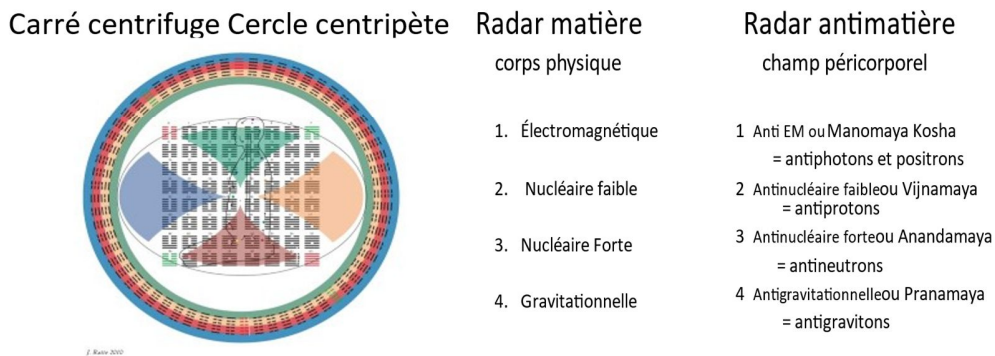 Carré centrifuge Cercle centripète
J. Ratte 2010
Radar matière
corps physique
1. Électromagnétique
2. Nucléaire faible
3. Nucléaire Forte
4. Gravitationnelle
Radar antimatière
champ péricorporel
1 Anti EM ou Manomaya Kosha
= antiphotons et positrons
2 Antinucléaire faibleou Vijnamaya
= antiprotons
3 Antinucléaire forteou Anandamaya
= antineutrons
4 Antigravitationnelleou Pranamaya
= antigravitons